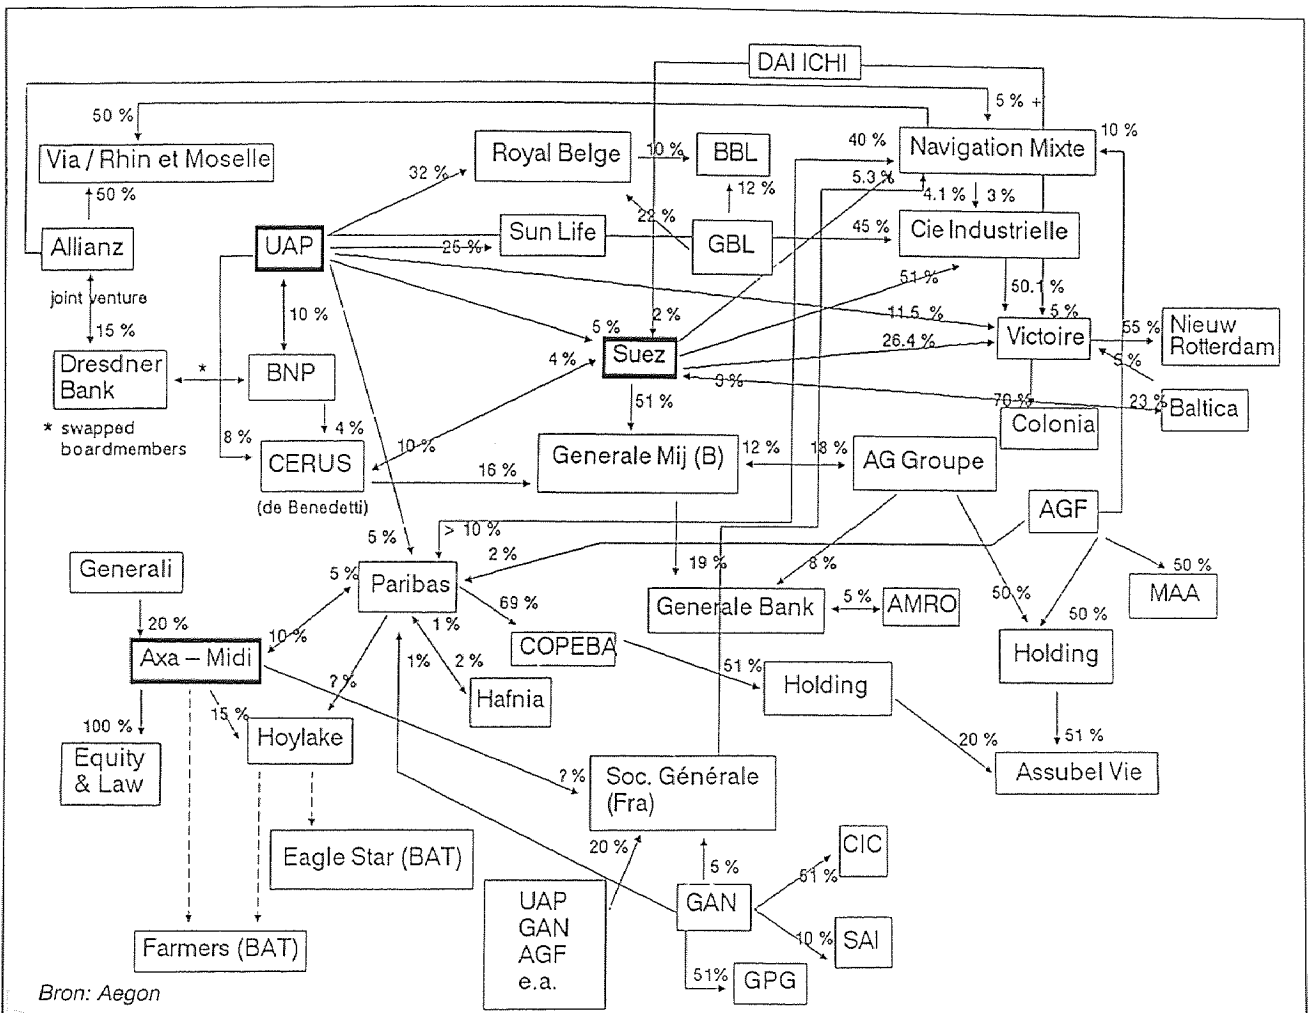 DAI ICHI
5% +
50 %
Via / Rhin et Moselle
Royal Belge
10%
BBL
40 %
Navigation Mixte
10 %
50 %
32 %
12 %
5.3 %
4.1 %
3 %
Allianz
UAP
22 %
25 %
Sun Life
GBL
45 %
Cie Industrielle
joint venture
10 %
51 %
50.1 %
15 %
5 %
2 %
11.5 %
5 %
55 %
Nieuw
Rotterdam
Dresdner
Bank
*
BNP
4 %
Suez
26.4 %
Victoire
5 %
9 %
* swapped
boardmembers
8 %
4 %
51 %
70 %
23 %
Baltica
Colonia
CERUS
(de Benedetti)
10 %
16 %
Generale Mij (B)
12 %
18 %
AG Groupe
AGF
5 %
> 10 %
2 %
19 %
8 %
50 %
50 %
50 %
MAA
Generali
5 %
Paribas
69 %
Generale Bank
5 %
AMRO
20 %
10 %
1 %
COPEBA
Holding
Axa – Midi
1%
2 %
51 %
Holding
? %
Hafnia
100 %
15 %
Hoylake
20 %
51 %
Equity
& Law
? %
Soc. Générale
(Fra)
Assubel Vie
Eagle Star (BAT)
20 %
5 %
CIC
51 %
UAP
GAN
AGF
e.a.
GAN
10 %
SAI
Farmers (BAT)
51%
GPG
Bron: Aegon